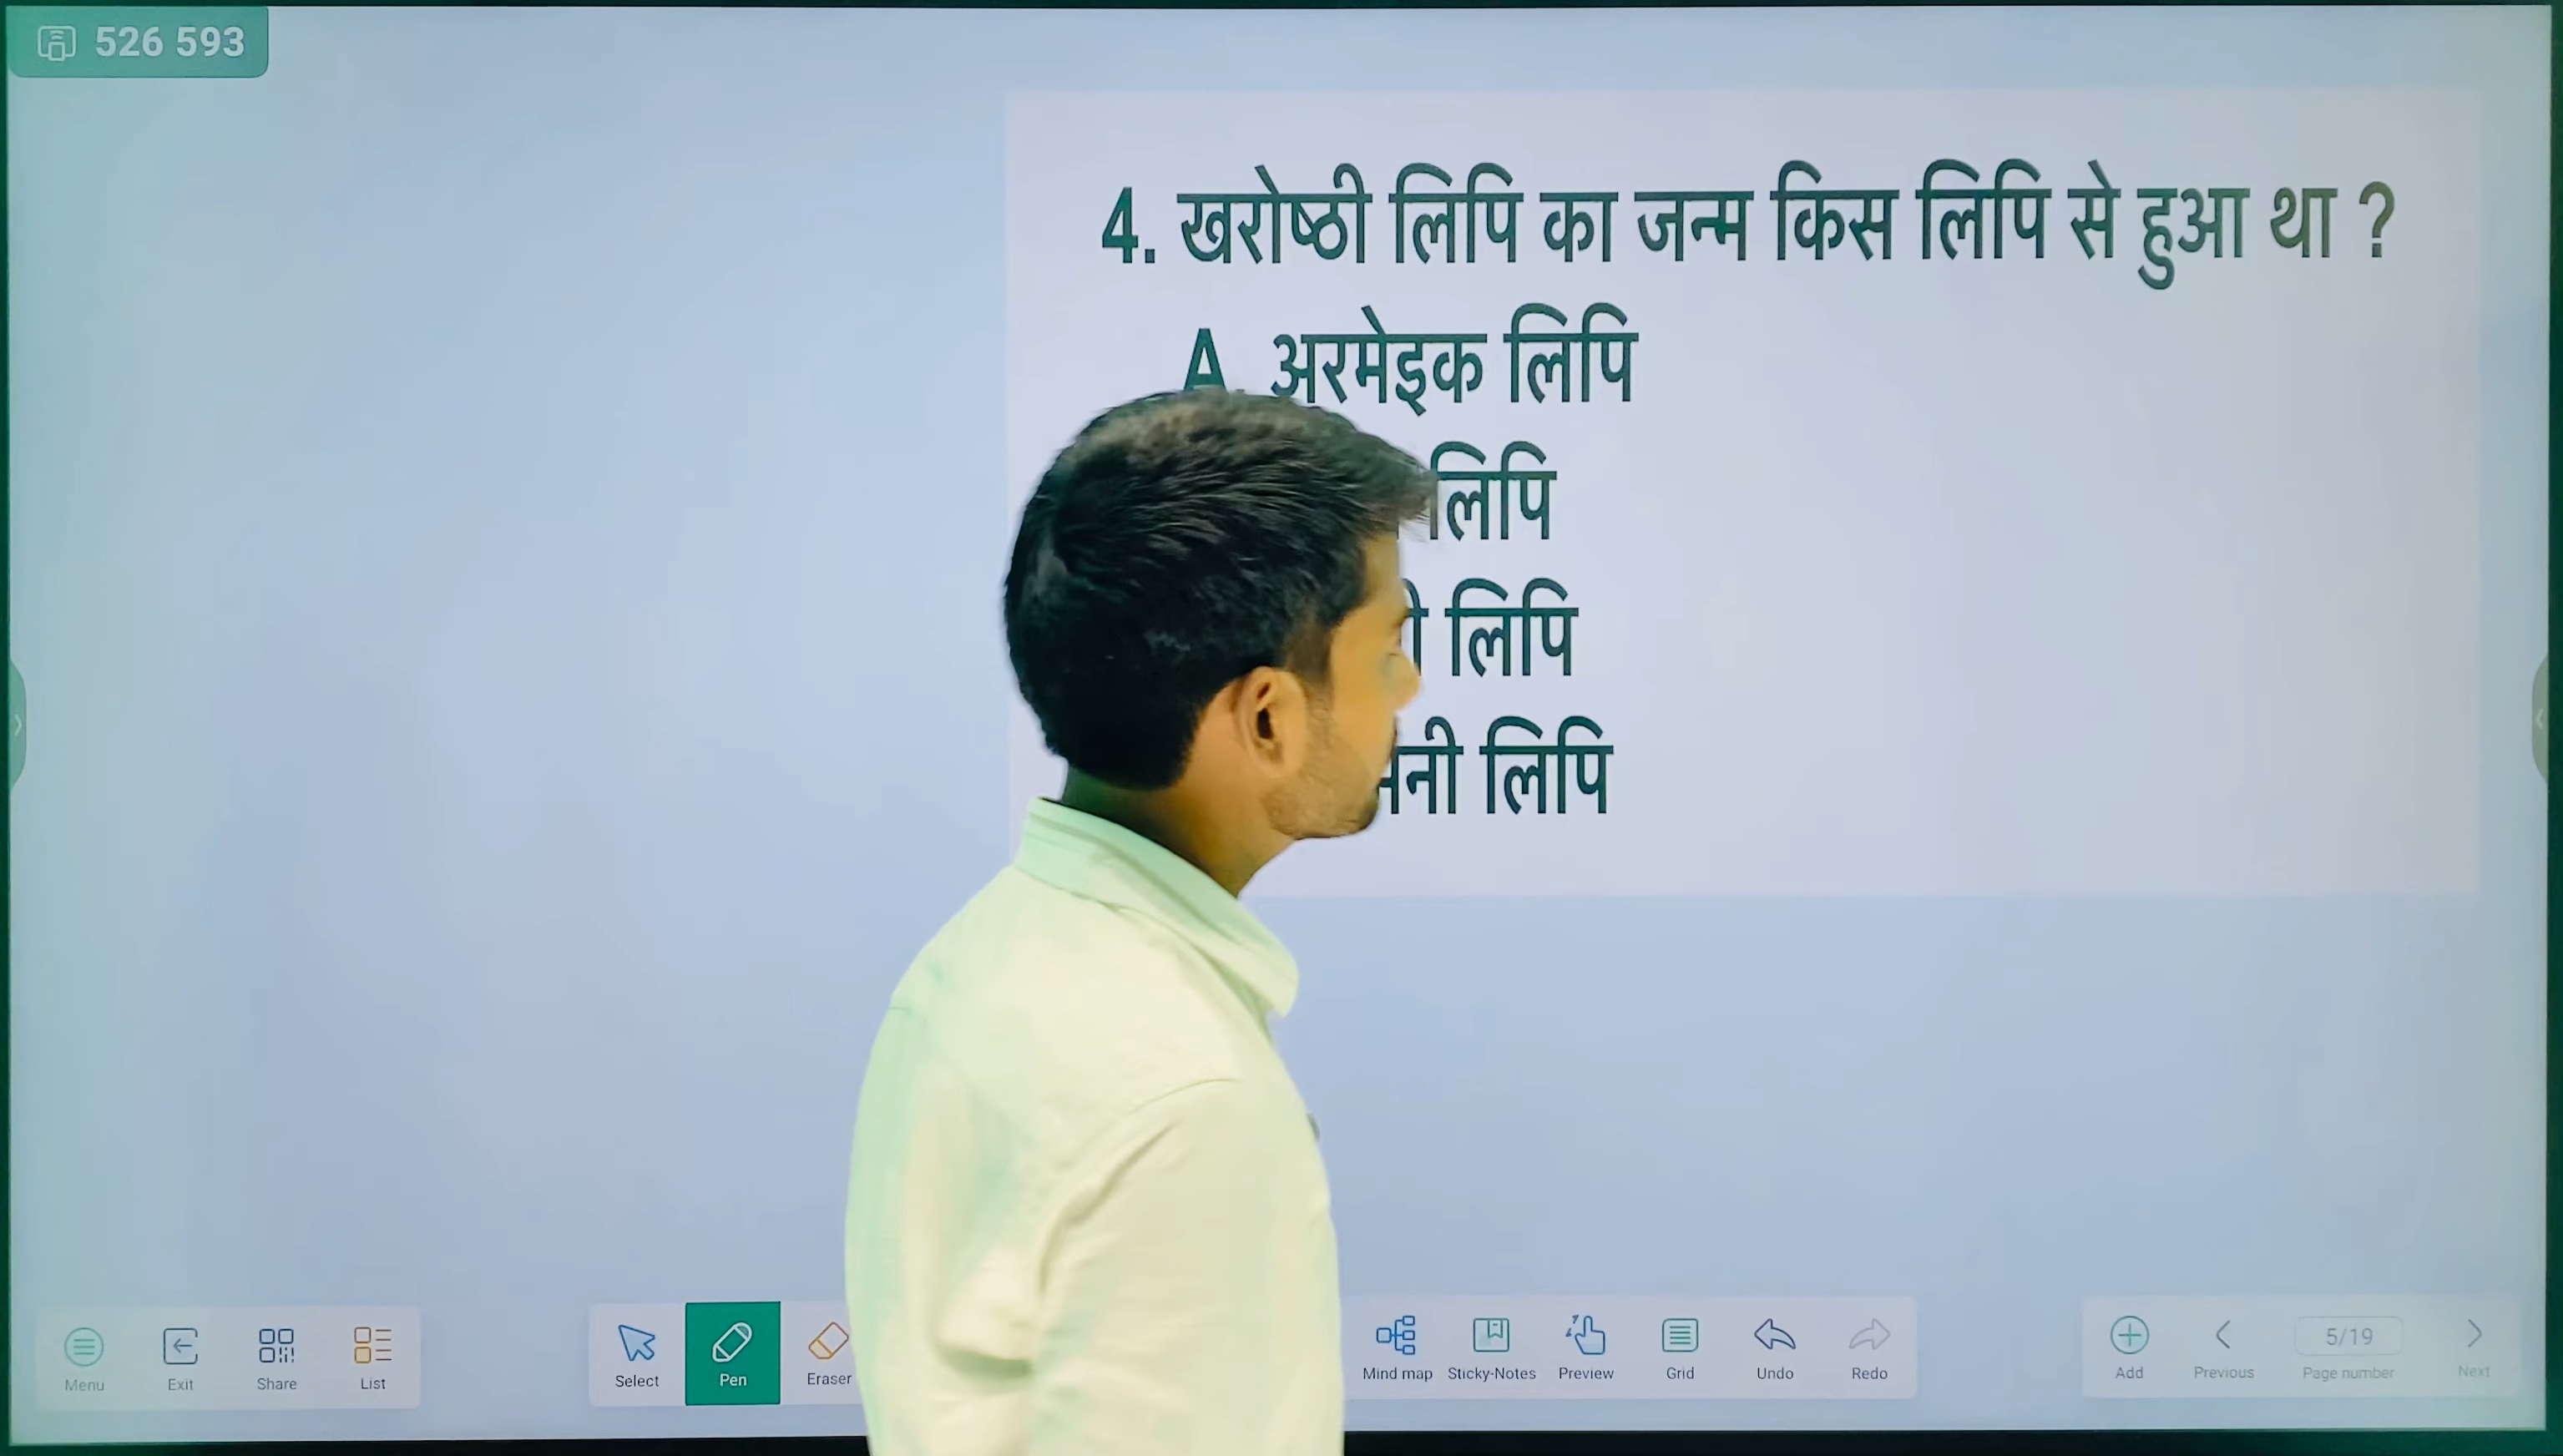 526 593
4. खरोष्ठी लिपि का जन्म किस लिपि से हुआ था ?
A. अरमेइक लिपि
लिपि
लिपि
लिपि
Menu Exit Share List Select Pen Eraser Mind map Sticky-Notes Preview Grid Undo Redo Add Previous 5/19 Page number Next